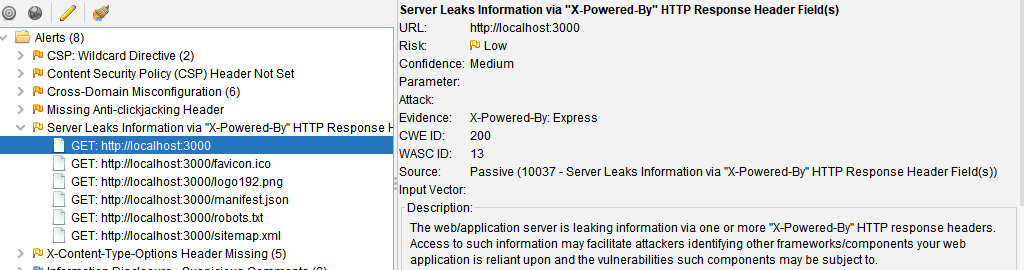 Alerts (8)
CSP: Wildcard Directive (2)
Content Security Policy (CSP) Header Not Set
Cross-Domain Misconfiguration (6)
Missing Anti-clickjacking Header
Server Leaks Information via "X-Powered-By" HTTP Response H
GET: http://localhost:3000
GET: http://localhost:3000/favicon.ico
GET: http://localhost:3000/logo192.png
GET: http://localhost:3000/manifest.json
GET: http://localhost:3000/robots.txt
GET: http://localhost:3000/sitemap.xml
X-Content-Type-Options Header Missing (5)
Information Disclosure - Suspicious Comments (2)
Server Leaks Information via "X-Powered-By" HTTP Response Header Field(s)
URL: http://localhost:3000
Risk: Low
Confidence: Medium
Parameter:
Attack:
Evidence: X-Powered-By: Express
CWE ID: 200
WASC ID: 13
Source: Passive (10037 - Server Leaks Information via "X-Powered-By" HTTP Response Header Field(s))
Input Vector:
Description:
The web/application server is leaking information via one or more "X-Powered-By" HTTP response headers.
Access to such information may facilitate attackers identifying other frameworks/components your web
application is reliant upon and the vulnerabilities such components may be subject to.